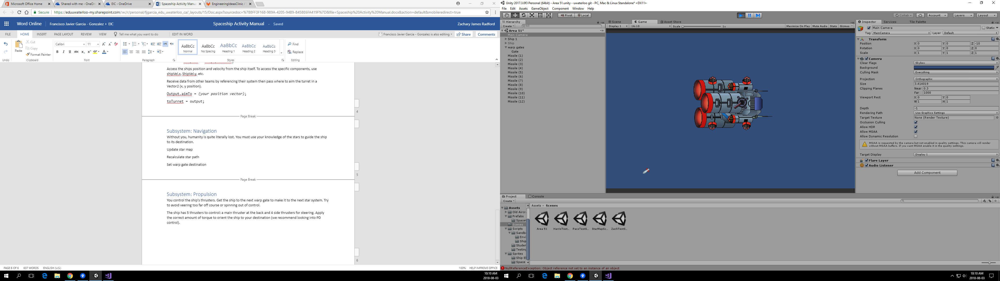 Microsoft Office Home
Shared with me - OneDri
EIC - OneDrive
Spaceship Activity Manua
EngineeringIdeasClinic /
Secure
https://eduuwaterloo-my.sharepoint.com/:w:/r/personal/fjgarcia_edu_uwaterloo_ca/_layouts/15/Doc.aspx?sourcedoc=%7B8FF3F168-989A-4205-94B9-B45BE6FA419F%7D&file=Spaceship%20Activity%20Manual.docx&action=default&mobileredirect=true
Word Online
Francisco Javier Garcia - Gonzalez
EIC
Spaceship Activity Manual - Saved
Zachary James Radford
FILE HOME INSERT PAGE LAYOUT REVIEW VIEW Tell me what you want to do EDIT IN WORD
Francisco Javier Garcia - Gonzalez is also editing
Share
Comments
Paste
Cut
Copy
Format Painter
Calibri 11
B I U abc
AaBbCc Normal
AaBbCc No Spacing
AaBbCc Heading 1
AaBbCc Heading 2
AaBbCc Heading 3
Find
Replace
Undo Clipboard Font Paragraph Styles Editing
Access the ships position and velocity from the ship itself. To access the specific components, use
shipVel.x, ShipVel.y, etc.
Receive data from other teams by referencing their system then pass where to aim the turret in a
Vector2 (x, y position).
Output.aimTo = (your position vector);
toTurret = output;
4
Page Break
Subsystem: Navigation
Without you, humanity is quite literally lost. You must use your knowledge of the stars to guide the ship
to its destination.
Update star map
Recalculate star path
Set warp gate destination
5
Page Break
Subsystem: Propulsion
You control the ship's thrusters. Get the ship to the next warp gate to make it to the next star system. Try
to avoid veering too far off course or spinning out of control.
The ship has 5 thrusters to control: a main thruster at the back and 4 side thrusters for steering. Apply
the correct amount of torque to orient the ship to your destination (we recommend looking into PD
control).
6
PAGE 6 OF 6 637 WORDS ENGLISH (U.S.)
100% HELP IMPROVE OFFICE
10:10 AM
2018-08-03
Unity 2017.3.0f3 Personal (64bit) - Area 51.unity - uwaterloo git - PC, Mac & Linux Standalone* <DX11>
File Edit Assets GameObject Component Window Help
Pivot Local
Collab Account Layers Layout
Hierarchy
Create All
Area 51*
Main Camera
Ship 1
Ship
warp gates
Gate
Missile (1)
Missile (2)
Missile (3)
Missile (4)
Missile (5)
Missile (6)
Missile (7)
Missile (8)
Missile (9)
Missile (10)
Missile (11)
Missile (12)
Scene Game Asset Store
Display 1 16:10 Scale 1x Maximize On Play Mute Audio Stats Gizmos
Inspector Services Tile Palette
Main Camera Static
Tag MainCamera Layer Default
Transform
Position X 0 Y 0 Z -10
Rotation X 0 Y 0 Z 0
Scale X 1 Y 1 Z 1
Camera
Clear Flags Skybox
Background
Culling Mask Everything
Projection Orthographic
Size 3.414019
Clipping Planes Near 0.3
Far 1000
Viewport Rect X 0 Y 0
W 1 H 1
Depth -1
Rendering Path Use Graphics Settings
Target Texture None (Render Texture)
Occlusion Culling
Allow HDR
Allow MSAA
Allow Dynamic Resolution
MSAA is requested by the camera but not enabled in quality settings. This camera will render
without MSAA buffers. If you want MSAA enable it in the quality settings.
Target Display Display 1
Flare Layer
Audio Listener
Add Component
Project Console
Create
Assets
Old Aircr
Prefabs
Space
Scenes
Scripts
Sandb
Envi
Ship
Studen
Testing
Sprites
Ship El
Space
Assets Scenes
Area 51
HarrisTest...
PacoTestS...
StarMapSc...
ZachTestS...
NullReferenceException: Object reference not set to an instance of an object
10:10 AM
2018-08-03